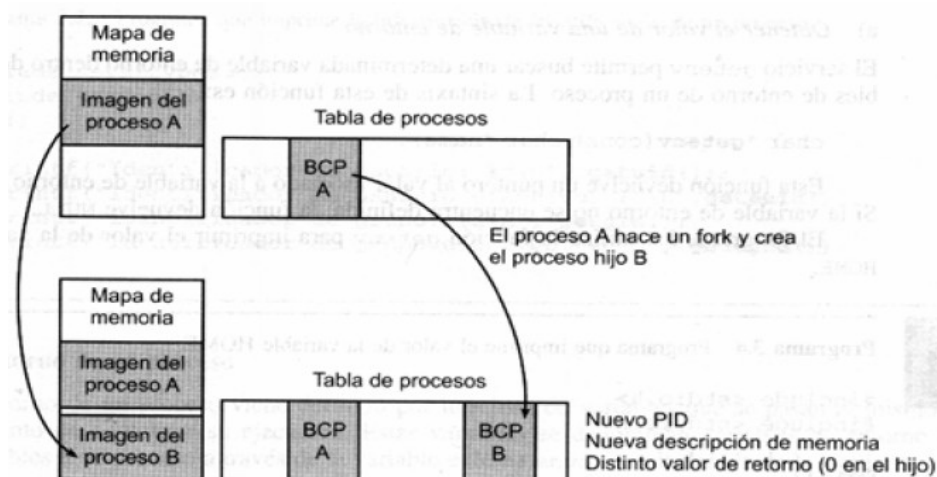 Mapa de
memoria
Imagen del
proceso A
Tabla de procesos
BCP
A
El proceso A hace un fork y crea
el proceso hijo B
Mapa de
memoria
Imagen del
proceso A
Imagen del
proceso B
Tabla de procesos
BCP
A
BCP
B
Nuevo PID
Nueva descripción de memoria
Distinto valor de retorno (0 en el hijo)